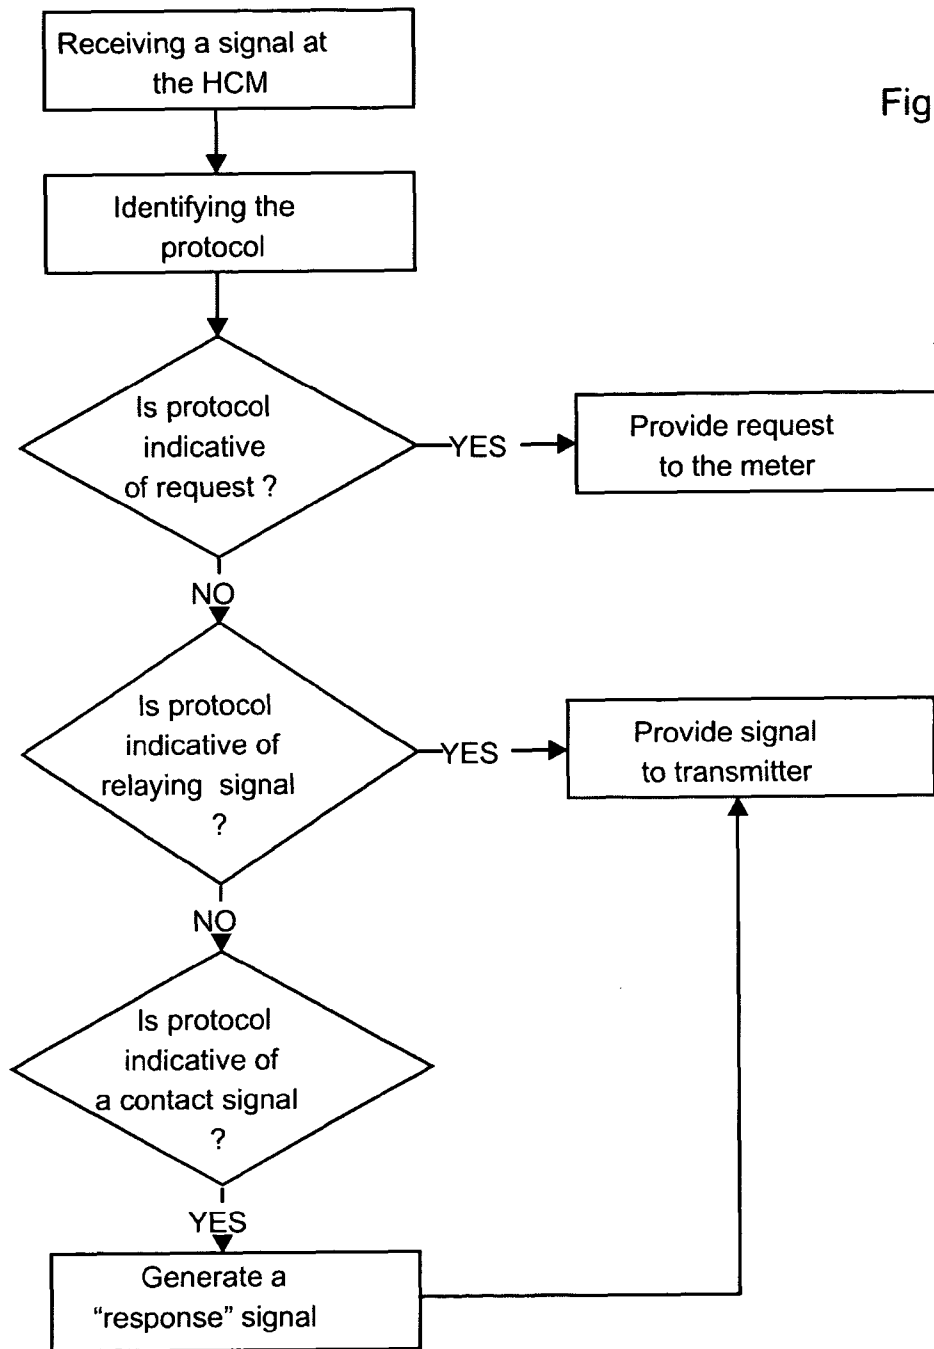 Receiving a signal at
the HCM
Fig
Identifying the
protocol
Is protocol
indicative
of request ?
YES
Provide request
to the meter
NO
Is protocol
indicative of
relaying signal
?
YES
Provide signal
to transmitter
NO
Is protocol
indicative of
a contact signal
?
YES
Generate a
“response” signal